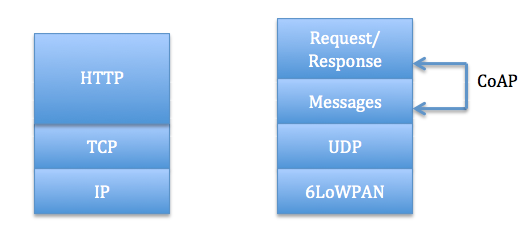 HTTP
TCP
IP
Request/
Response
Messages
UDP
6LoWPAN
CoAP